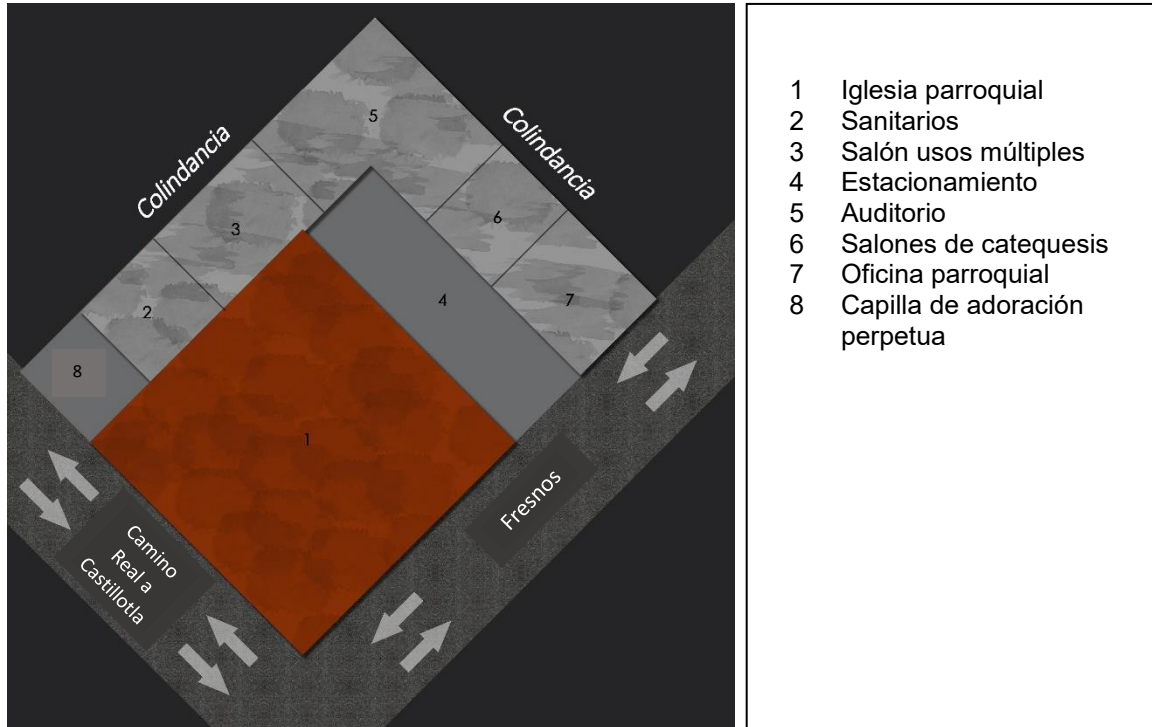 5
Colindancia
Colindancia
6
3
4
7
2
8
1
Fresnos
Camino
Real a
Castillotla
1 Iglesia parroquial
2 Sanitarios
3 Salón usos múltiples
4 Estacionamiento
5 Auditorio
6 Salones de catequesis
7 Oficina parroquial
8 Capilla de adoración
perpetua